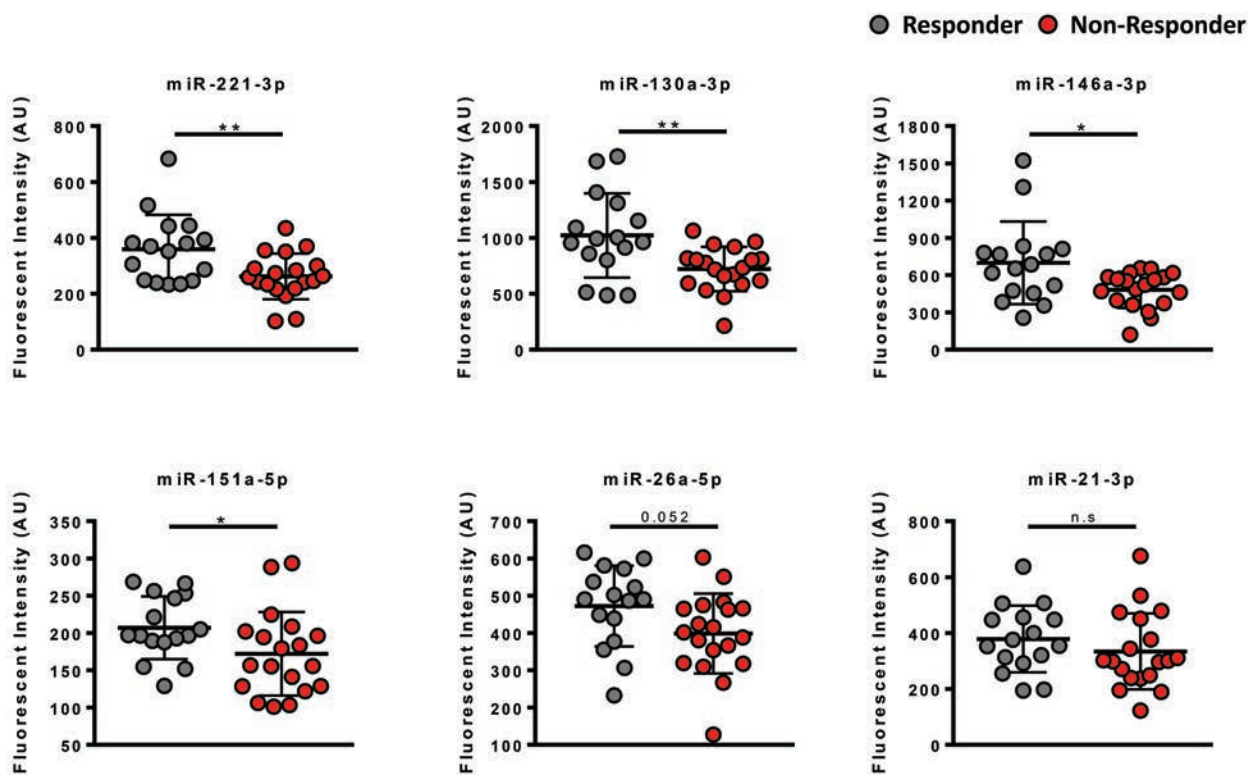 Responder Non-Responder
miR-221-3p
Fluorescent Intensity (AU)
800
600
400
200
0
**
miR-130a-3p
Fluorescent Intensity (AU)
2000
1500
1000
500
0
**
miR-146a-3p
Fluorescent Intensity (AU)
1800
1500
1200
900
600
300
0
*
miR-151a-5p
Fluorescent Intensity (AU)
350
300
250
200
150
100
50
*
miR-26a-5p
Fluorescent Intensity (AU)
700
600
500
400
300
200
100
0.052
miR-21-3p
Fluorescent Intensity (AU)
800
600
400
200
0
n.s